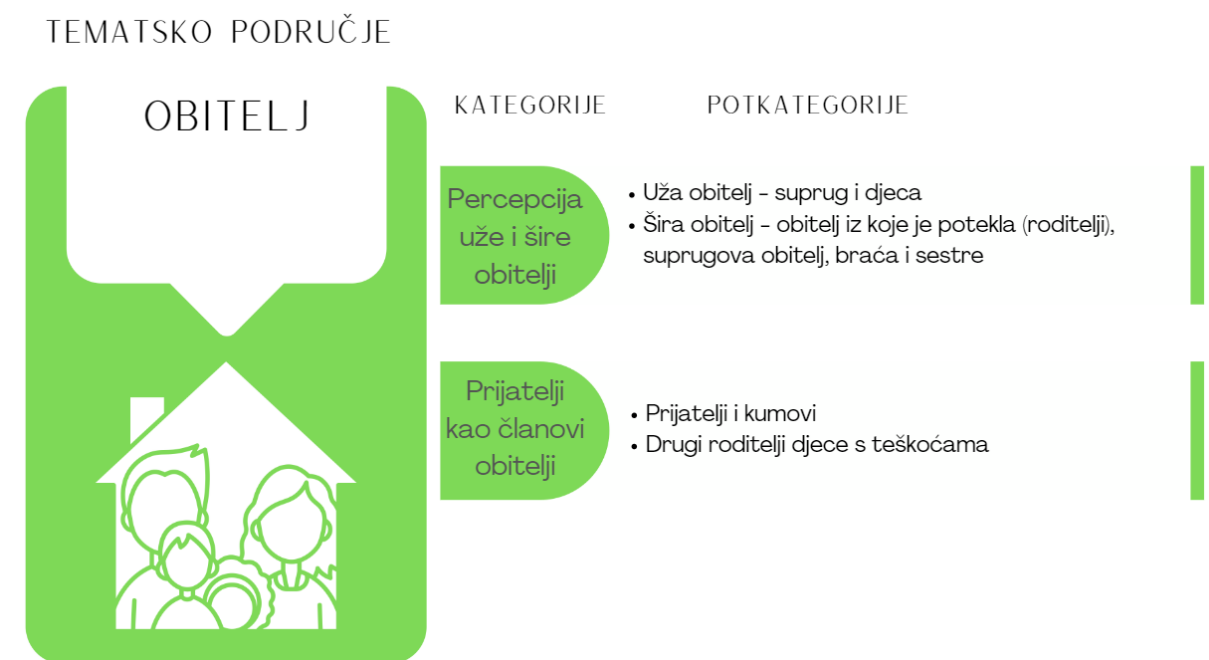 TEMATSKO PODRUČJE
OBITELJ
KATEGORIJE
POTKATEGORIJE
Percepcija
uže i šire
obitelji
• Uža obitelj - suprug i djeca
• Šira obitelj - obitelj iz koje je potekla (roditelji),
suprugova obitelj, braća i sestre
Prijatelji
kao članovi
obitelji
• Prijatelji i kumovi
• Drugi roditelji djece s teškoćama